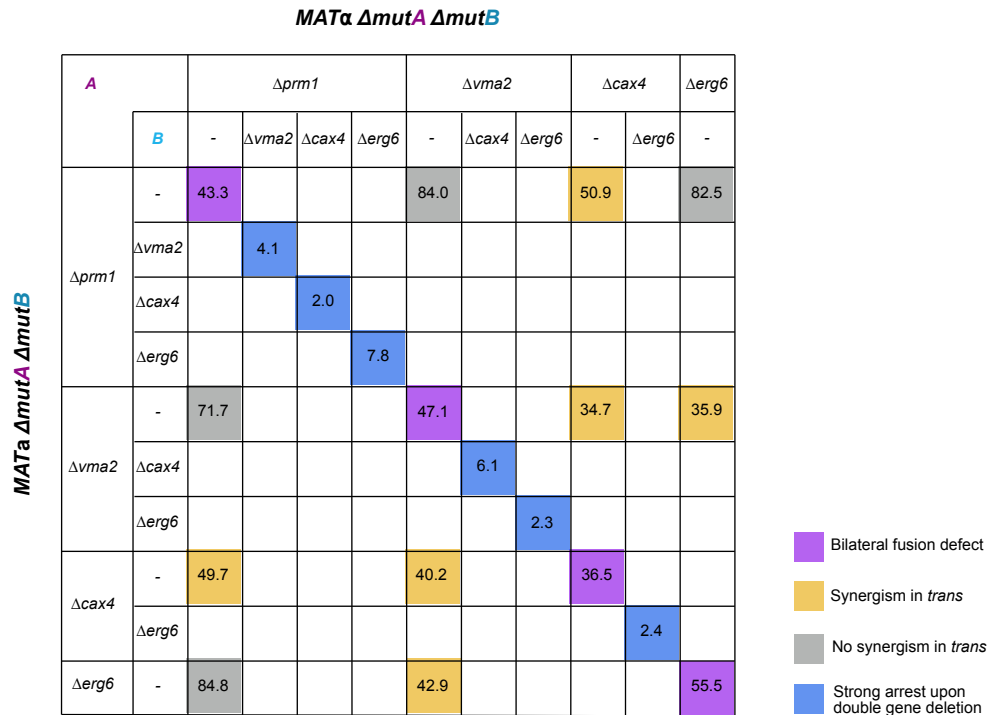 MATα ΔmutA ΔmutB
A Δprm1 Δvma2 Δcax4 Δerg6
B - Δvma2 Δcax4 Δerg6 - Δcax4 Δerg6 - Δerg6 -
MATa ΔmutA ΔmutB
Δprm1
- 43.3 84.0 50.9 82.5
Δvma2 4.1
Δcax4 2.0
Δerg6 7.8
Δvma2
- 71.7 47.1 34.7 35.9
Δcax4 6.1
Δerg6 2.3
Δcax4
- 49.7 40.2 36.5
Δerg6 2.4
Δerg6 - 84.8 42.9 55.5
Bilateral fusion defect
Synergism in trans
No synergism in trans
Strong arrest upon
double gene deletion